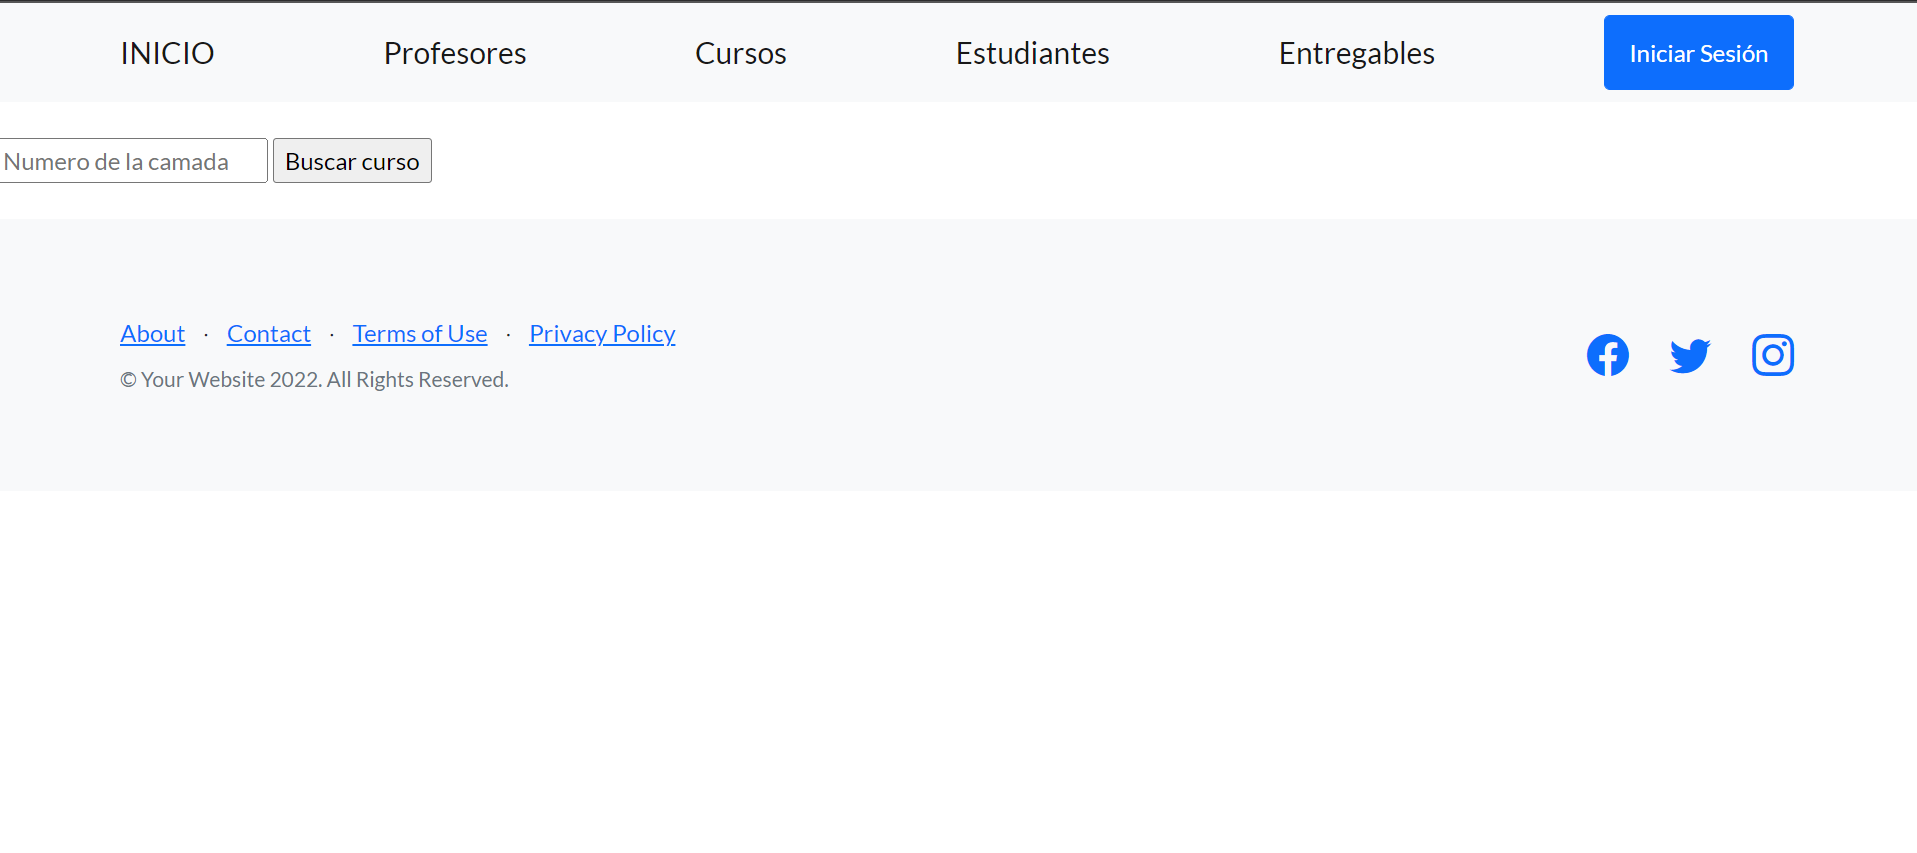 INICIO Profesores Cursos Estudiantes Entregables Iniciar Sesión
Numero de la camada Buscar curso
About · Contact · Terms of Use · Privacy Policy
© Your Website 2022. All Rights Reserved.